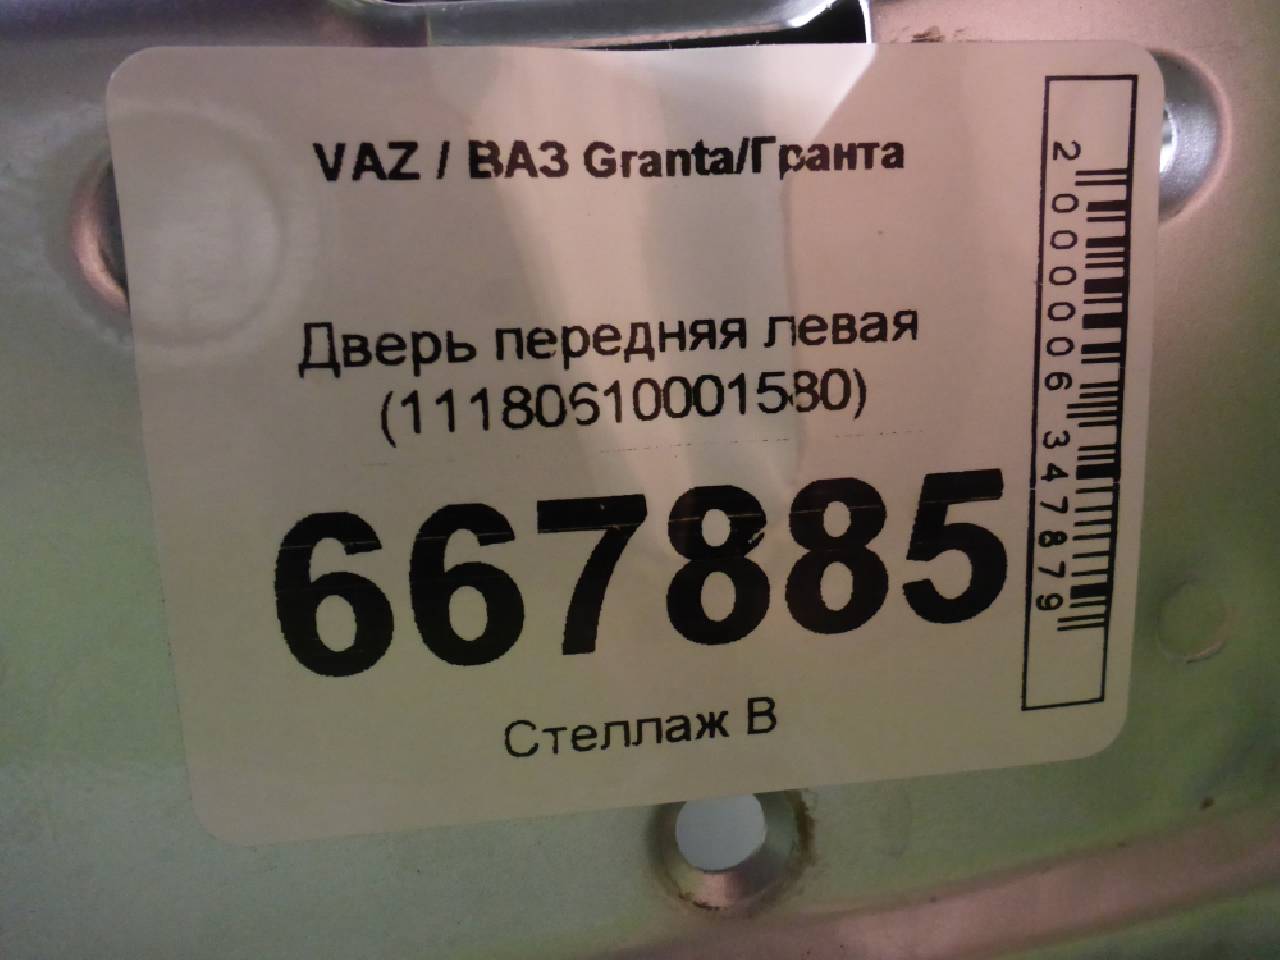 VAZ / ВАЗ Granta/Гранта
Дверь передняя левая
(11180610001580)
667885
Стеллаж В
2000006347879